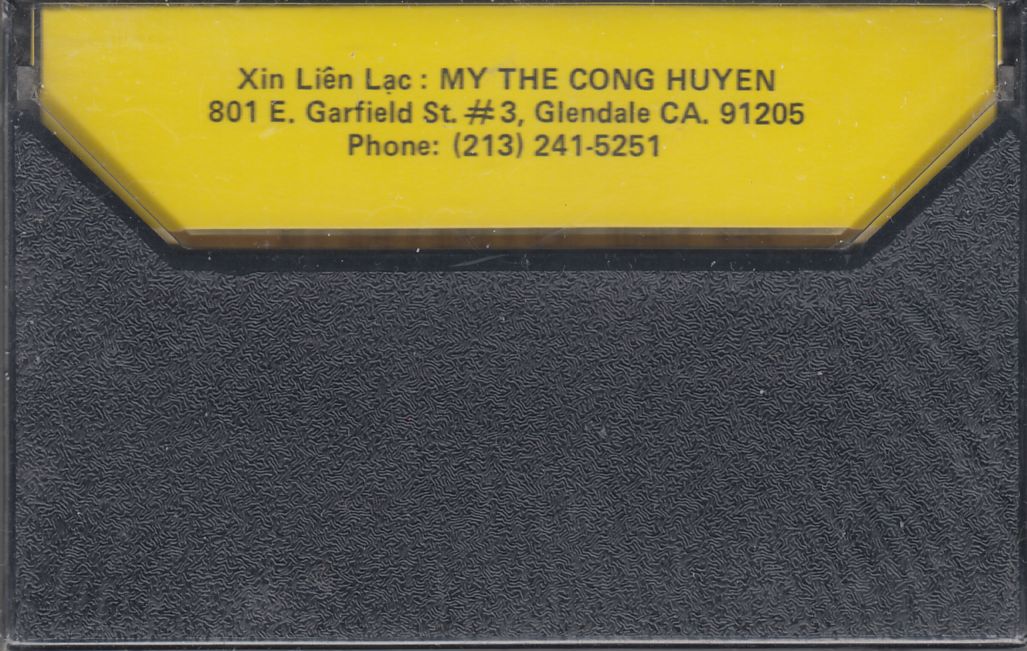 Xin Liên Lạc : MY THE CONG HUYEN
801 E. Garfield St. #3, Glendale CA. 91205
Phone: (213) 241-5251